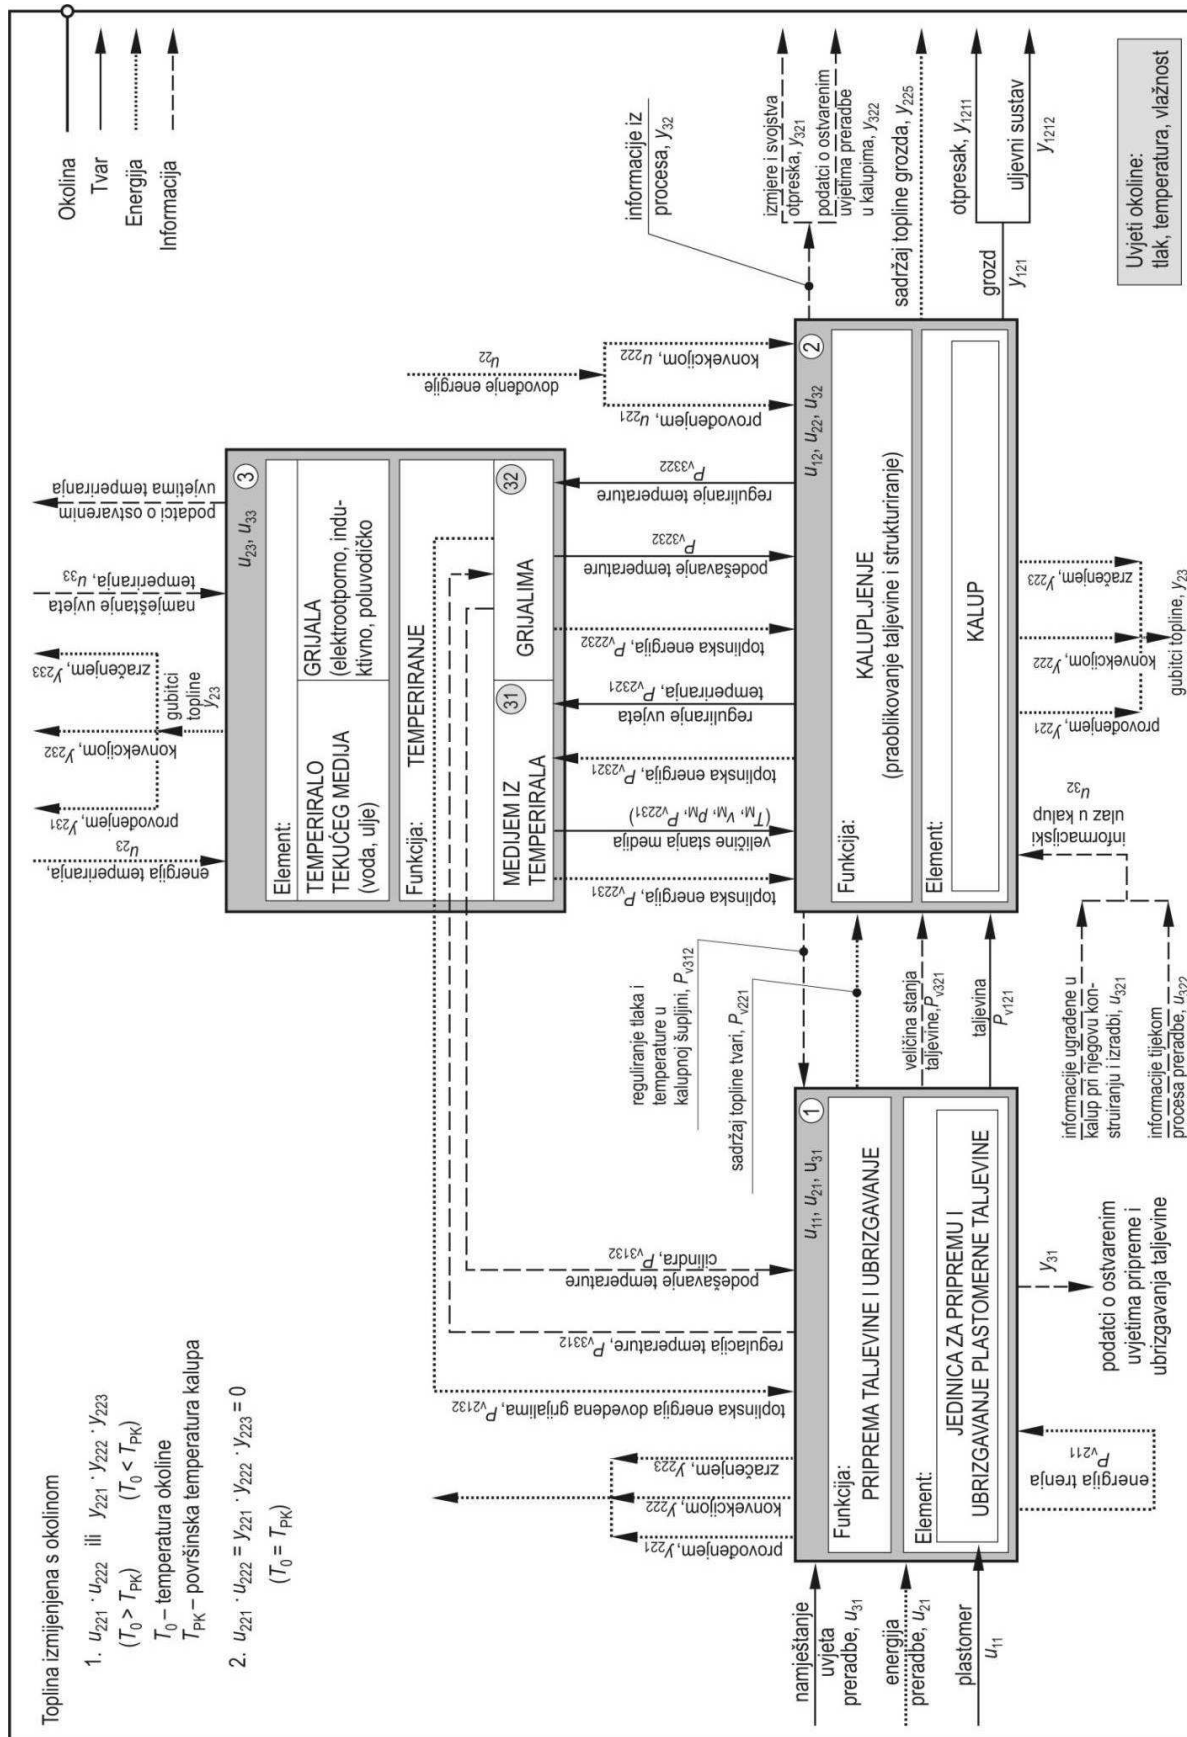 Toplina izmijenjena s okolinom
1. u221 · u222 ili y221 · y222 · y223
(T0 > TPK) (T0 < TPK)
T0 – temperatura okoline
TPK – površinska temperatura kalupa
2. u221 · u222 = y221 · y222 · y223 = 0
(T0 = TPK)
Okolina
Tvar
Energija
Informacija
energija temperiranja,
u23
provođenjem, y231
konvekcijom, y232
zračenjem, y233
gubitci
topline
y23
namještanje uvjeta
temperiranja, u33
podatci o ostvarenim
uvjetima temperiranja
u23, u33
3
Element:
TEMPERIRALO
TEKUĆEG MEDIJA
(voda, ulje)
GRIJALA
(elektrootporno, indu-
ktivno, poluvodičko
Funkcija:
TEMPERIRANJE
MEDIJEM IZ
TEMPERALA
31
GRIJALIMA
32
toplinska energija dovedena grijalima, Pv2132
regulacija temperature, Pv3312
podešavanje temperature
cilindra, Pv3132
toplinska energija, Pv2231
veličine stanja medija
(TM, vM, pM, Pv2231)
toplinska energija, Pv2321
reguliranje uvjeta
temperiranja, Pv2321
toplinska energija, Pv2232
podešavanje temperature
Pv3232
reguliranje temperature
Pv3322
dovođenje energije
u22
provođenjem, u221
konvekcijom, u222
informacije iz
procesa, y32
izmjere i svojstva
otpreska, y321
podatci o ostvarenim
uvjetima preradbe
u kalupima, y322
sadržaj topline grozda, y225
grozd
y121
otpresak, y1211
uljevni sustav
y1212
Uvjeti okoline:
tlak, temperatura, vlažnost
provođenjem, y221
konvekcijom, y222
zračenjem, y223
namještanje
uvjeta
preradbe, u31
energija
preradbe, u21
plastomer
u11
u11, u21, u31
1
Funkcija:
PRIPREMA TALJEVINE I UBRIZGAVANJE
Element:
JEDINICA ZA PRIPREMU I
UBRIZGAVANJE PLASTOMERNE TALJEVINE
energija trenja
Pv211
y31
podatci o ostvarenim
uvjetima pripreme i
ubrizgavanja taljevine
reguliranje tlaka i
temperature u
kalupnoj šupljini, Pv312
sadržaj topline tvari, Pv221
veličina stanja
taljevine, Pv321
taljevina
Pv121
u12, u22, u32
2
Funkcija:
KALUPLJENJE
(praoblikovanje taljevine i strukturiranje)
Element:
KALUP
informacije ugrađene u
kalup pri njegovu kon-
struiranju i izradbi, u321
informacije tijekom
procesa preradbe, u322
informacijski
ulaz u kalup
u32
provođenjem, y221
konvekcijom, y222
zračenjem, y223
gubitci topline, y23